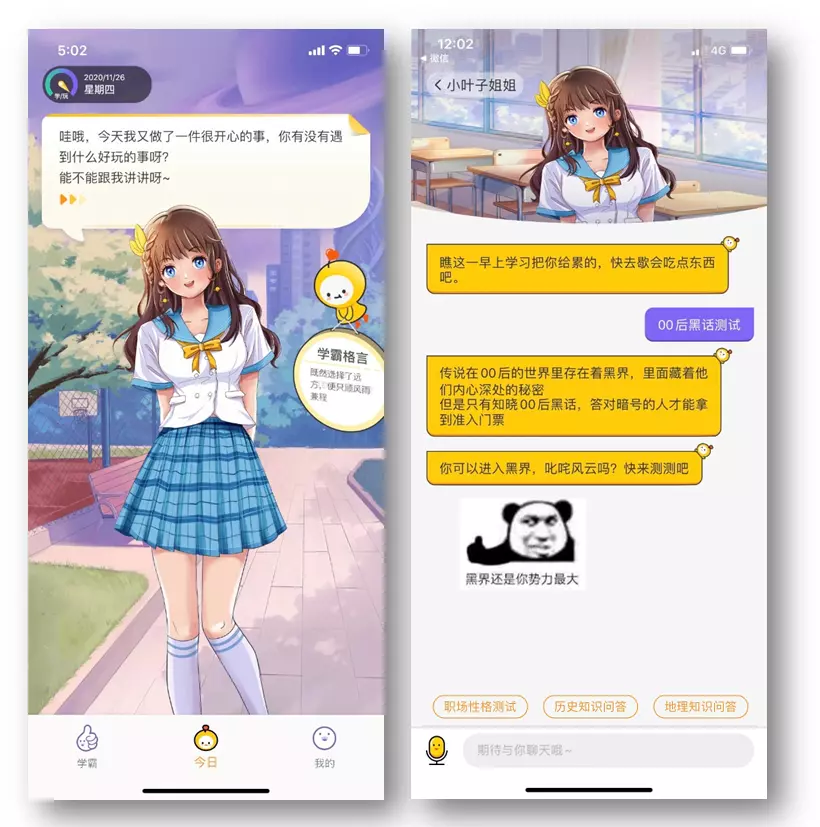 5:02
2020/11/26
星期四
学/玩
哇哦，今天我又做了一件很开心的事，你有没有遇
到什么好玩的事呀？
能不能跟我讲讲呀~
学霸格言
既然选择了远
方，便只顺风雨
兼程
学霸
今日
我的
12:02
4G
微信
小叶子姐姐
瞧这一早上学习把你给累的，快去歇会吃点东西
吧。
00后黑话测试
传说在00后的世界里存在着黑界，里面藏着他
们内心深处的秘密
但是只有知晓00后黑话，答对暗号的人才能拿
到准入门票
你可以进入黑界，叱咤风云吗？快来测测吧
黑界还是你势力最大
职场性格测试
历史知识问答
地理知识问答
期待与你聊天哦~